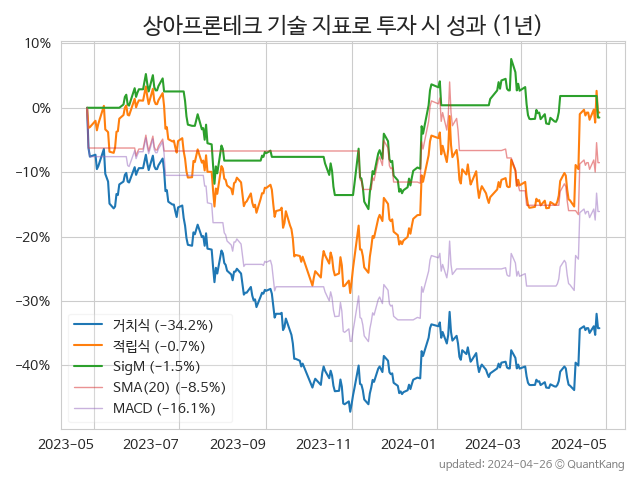 상아프론테크 기술 지표로 투자 시 성과 (1년)
10%
0%
−10%
−20%
−30%
−40%
거치식 (−34.2%)
적립식 (−0.7%)
SigM (−1.5%)
SMA(20) (−8.5%)
MACD (−16.1%)
2023-05 2023-07 2023-09 2023-11 2024-01 2024-03 2024-05
updated: 2024-04-26 © QuantKang